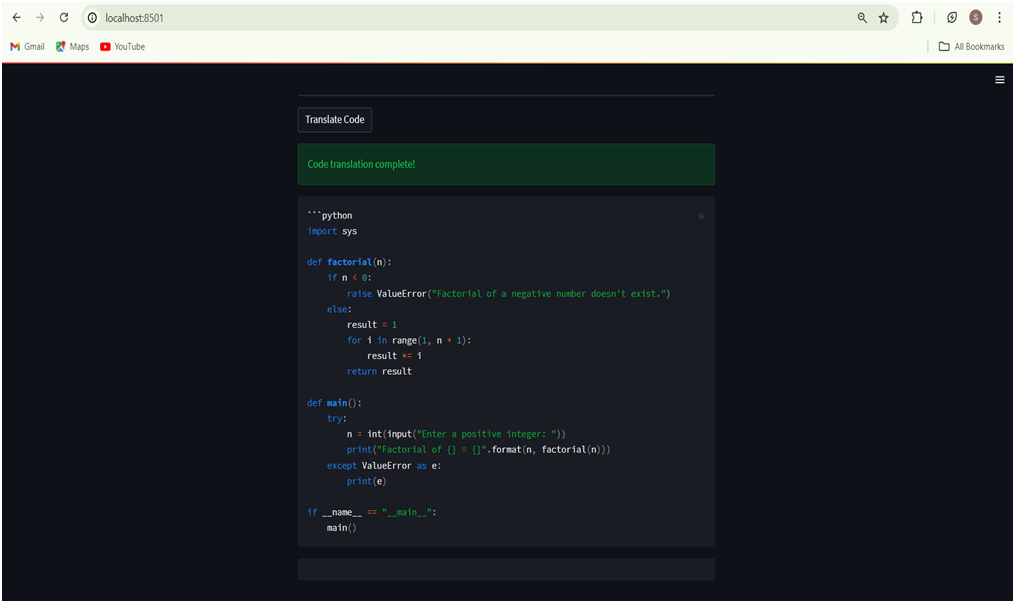 localhost:8501
S
Gmail
Maps
YouTube
All Bookmarks
Translate Code
Code translation complete!
```python
import sys
def factorial(n):
    if n < 0:
        raise ValueError("Factorial of a negative number doesn't exist.")
    else:
        result = 1
        for i in range(1, n + 1):
            result *= i
        return result
def main():
    try:
        n = int(input("Enter a positive integer: "))
        print("Factorial of {} = {}".format(n, factorial(n)))
    except ValueError as e:
        print(e)
if __name__ == "__main__":
    main()